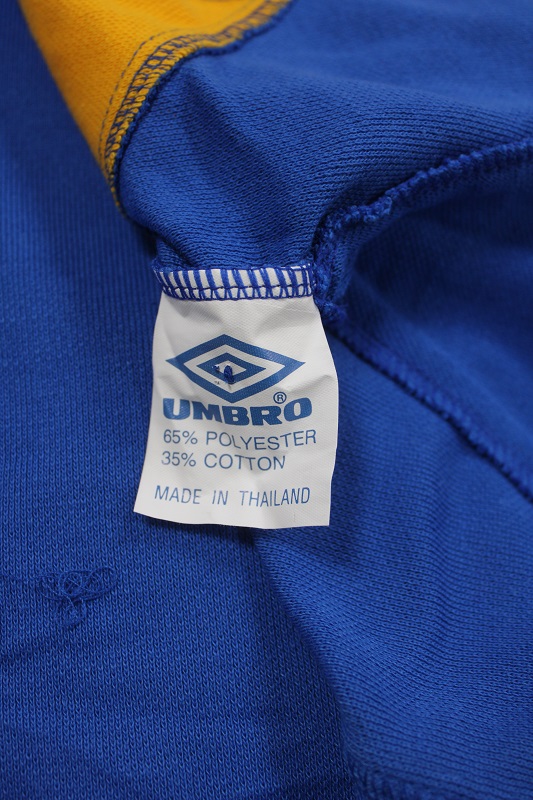 UMBRO®
65% POLYESTER
35% COTTON
MADE IN THAILAND